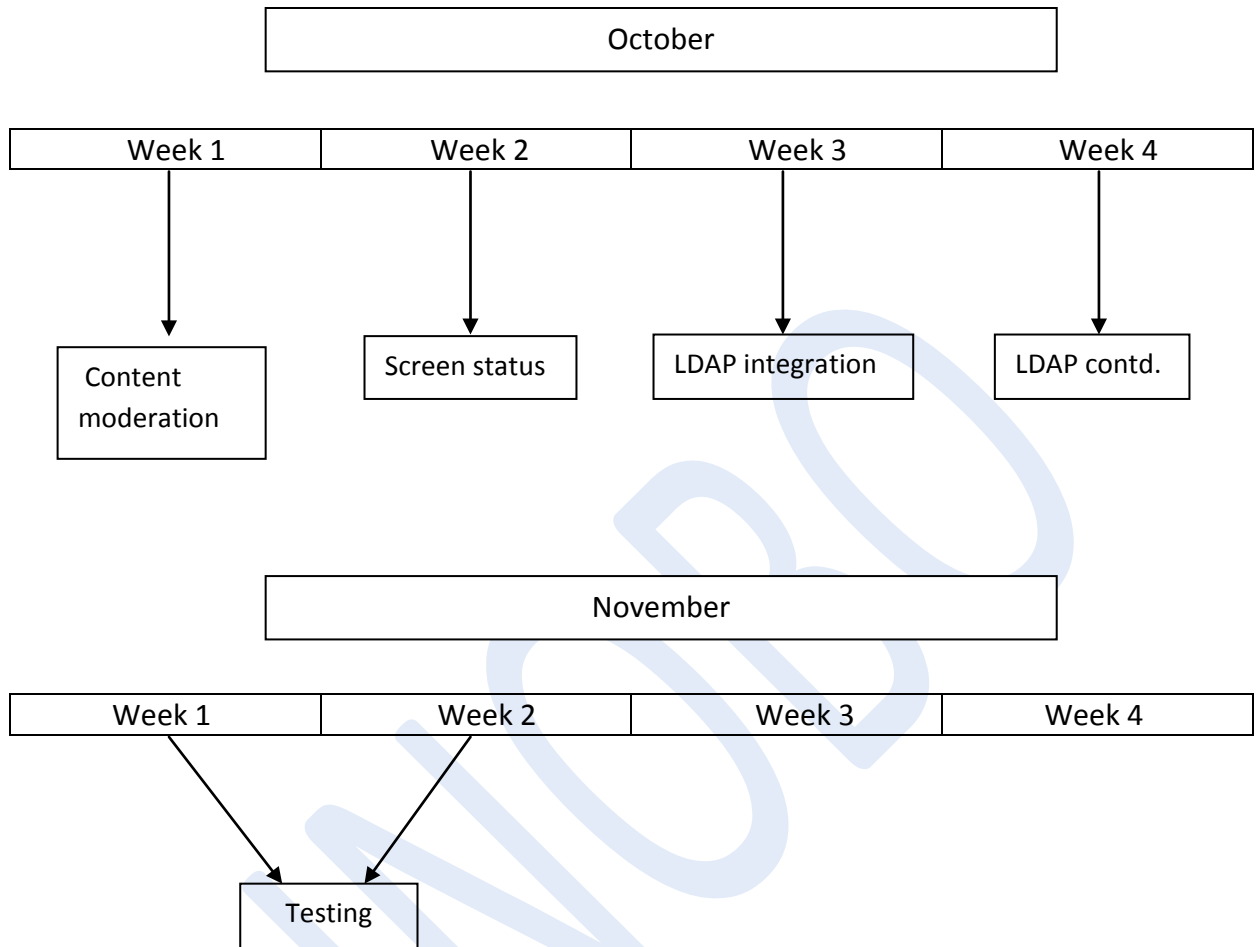 October
Week 1 Week 2 Week 3 Week 4
Content
moderation
Screen status
LDAP integration
LDAP contd.
November
Week 1 Week 2 Week 3 Week 4
Testing